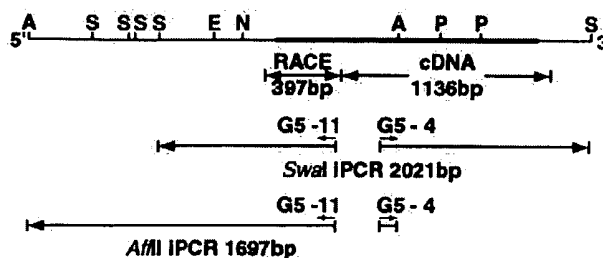 A S S S S E N A P P S
5' 3'
RACE cDNA
397bp 1136bp
G5-11 G5-4
SwaI IPCR 2021bp
G5-11 G5-4
AflII IPCR 1697bp